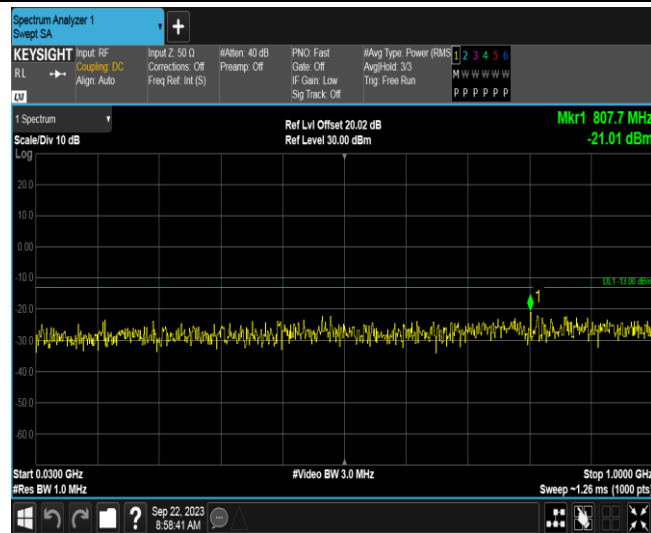 Spectrum Analyzer 1
Swept SA
+
KEYSIGHT Input: RF Input Z: 50 Ω #Atten: 40 dB PNO: Fast #Avg Type: Power (RMS 1 2 3 4 5 6
RL Coupling: DC Corrections: Off Preamp: Off Gate: Off Avg|Hold: 3/3 M W W W W W
Align: Auto Freq Ref: Int (S) IF Gain: Low Trig: Free Run
Sig Track: Off P P P P P P
LXI
1 Spectrum Ref Lvl Offset 20.02 dB Mkr1 807.7 MHz
Scale/Div 10 dB Ref Level 30.00 dBm -21.01 dBm
Log
20.0
10.0
0.00
-10.0 DL1 -13.00 dBm
1
-20.0
-30.0
-40.0
-50.0
-60.0
Start 0.0300 GHz #Video BW 3.0 MHz Stop 1.0000 GHz
#Res BW 1.0 MHz Sweep ~1.26 ms (1000 pts)
? Sep 22, 2023
8:58:41 AM